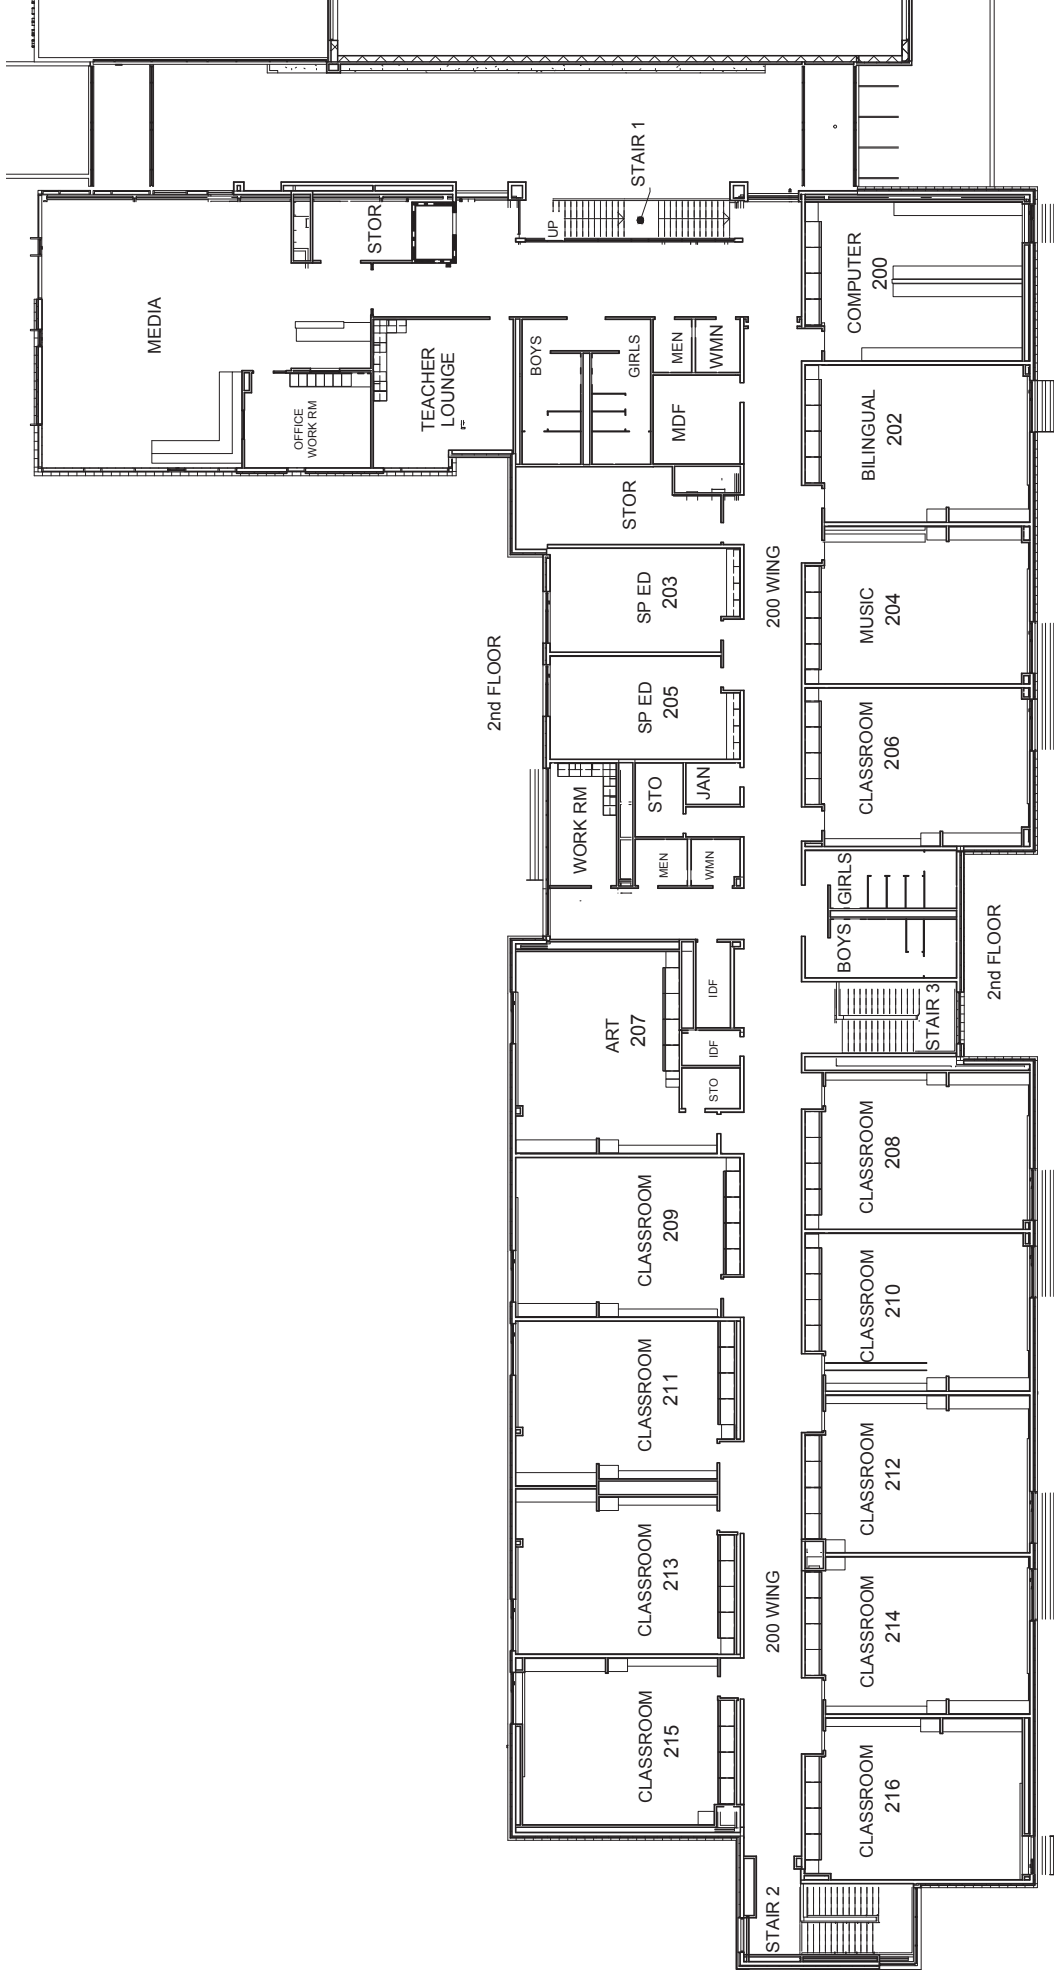 MEDIA
STOR
OFFICE
WORK RM
TEACHER
LOUNGE
UP
STAIR 1
BOYS
GIRLS
MEN
WMN
MDF
STOR
COMPUTER
200
BILINGUAL
202
200 WING
SP ED
203
MUSIC
204
2nd FLOOR
SP ED
205
CLASSROOM
206
WORK RM
STO
JAN
MEN
WMN
BOYS
GIRLS
2nd FLOOR
STAIR 3
ART
207
IDF
IDF
STO
CLASSROOM
208
CLASSROOM
209
CLASSROOM
210
CLASSROOM
211
CLASSROOM
212
CLASSROOM
213
200 WING
CLASSROOM
214
CLASSROOM
215
CLASSROOM
216
STAIR 2